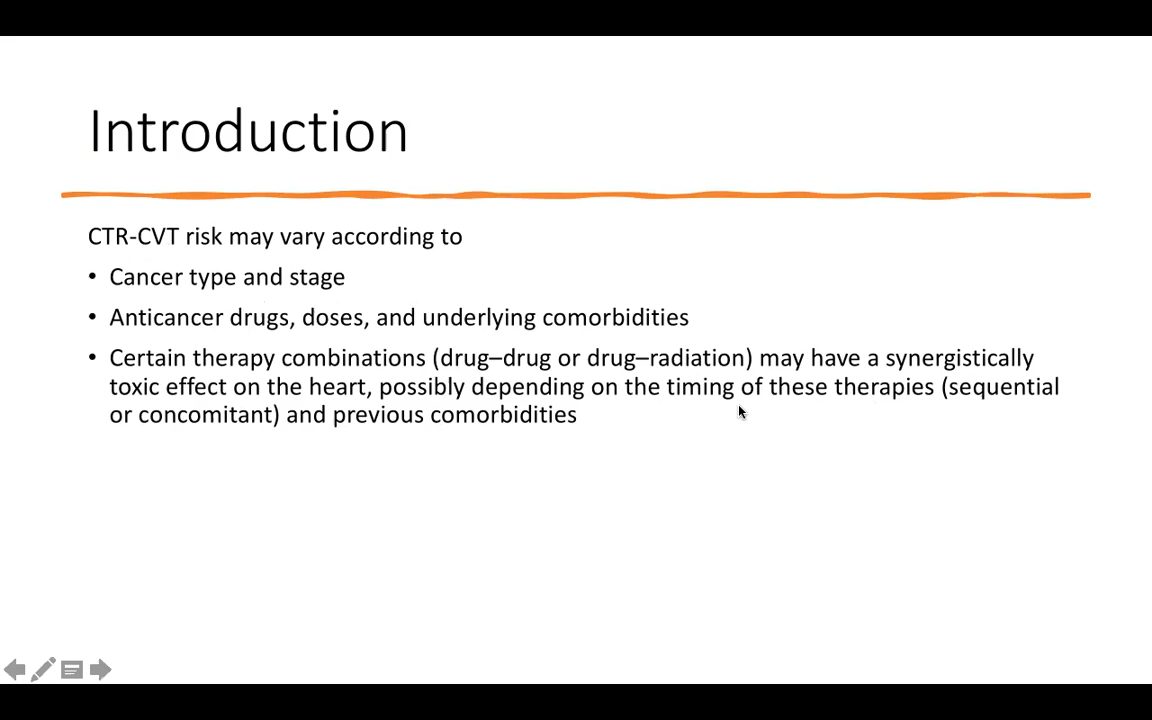 Introduction
CTR-CVT risk may vary according to
• Cancer type and stage
• Anticancer drugs, doses, and underlying comorbidities
• Certain therapy combinations (drug–drug or drug–radiation) may have a synergistically
toxic effect on the heart, possibly depending on the timing of these therapies (sequential
or concomitant) and previous comorbidities